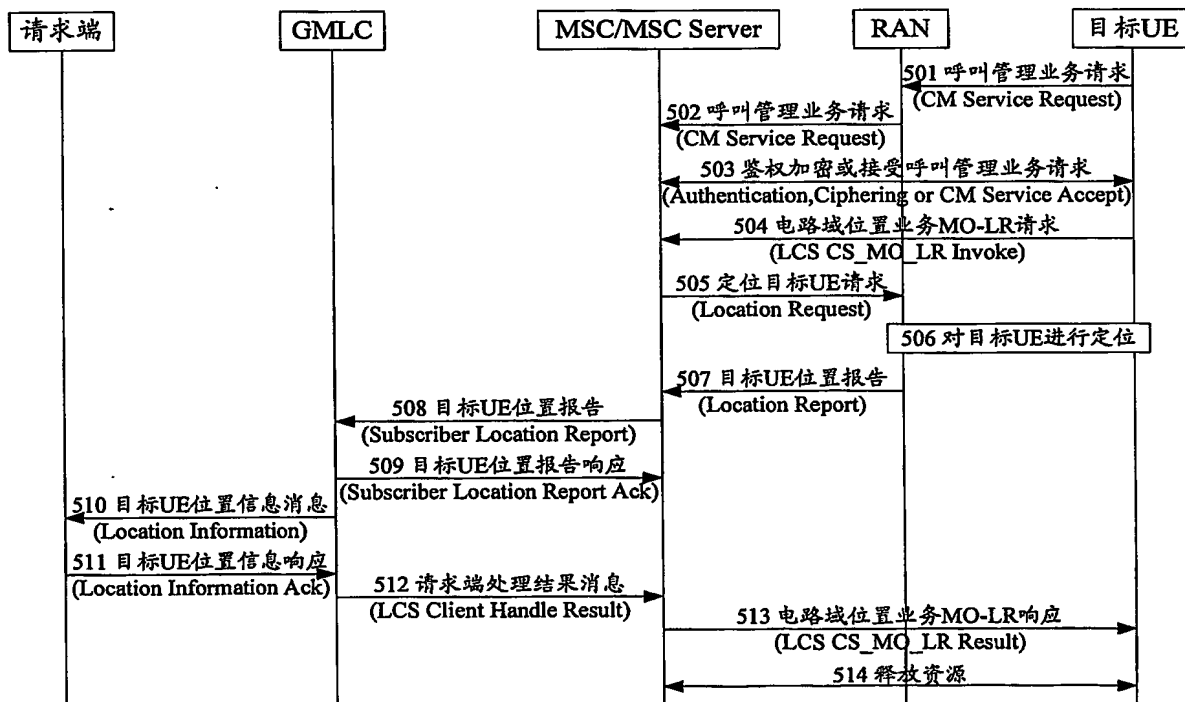 请求端
GMLC
MSC/MSC Server
RAN
目标UE
501 呼叫管理业务请求
(CM Service Request)
502 呼叫管理业务请求
(CM Service Request)
503 鉴权加密或接受呼叫管理业务请求
(Authentication,Ciphering or CM Service Accept)
504 电路域位置业务MO-LR请求
(LCS CS_MO_LR Invoke)
505 定位目标UE请求
(Location Request)
506 对目标UE进行定位
507 目标UE位置报告
(Location Report)
508 目标UE位置报告
(Subscriber Location Report)
509 目标UE位置报告响应
(Subscriber Location Report Ack)
510 目标UE位置信息消息
(Location Information)
511 目标UE位置信息响应
(Location Information Ack)
512 请求端处理结果消息
(LCS Client Handle Result)
513 电路域位置业务MO-LR响应
(LCS CS_MO_LR Result)
514 释放资源